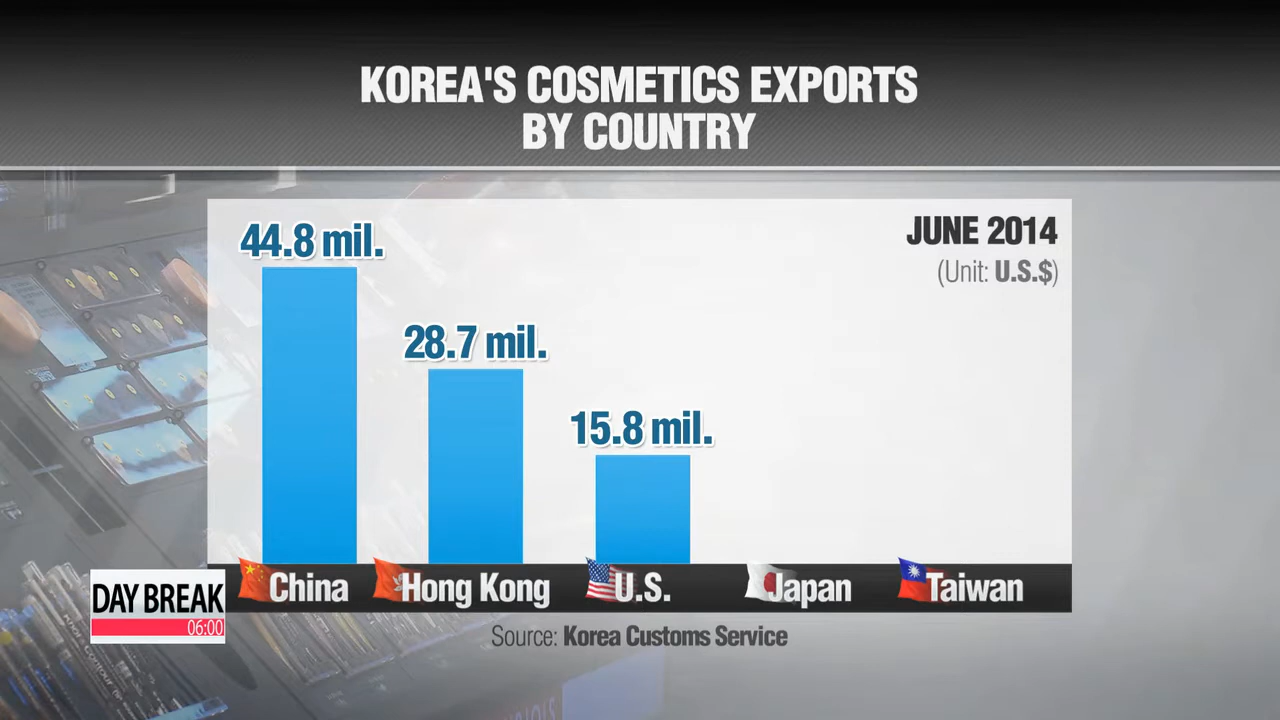 KOREA'S COSMETICS EXPORTS
BY COUNTRY
JUNE 2014
(Unit: U.S.$)
44.8 mil.
28.7 mil.
15.8 mil.
China
Hong Kong
U.S.
Japan
Taiwan
DAY BREAK
06:00
Source: Korea Customs Service